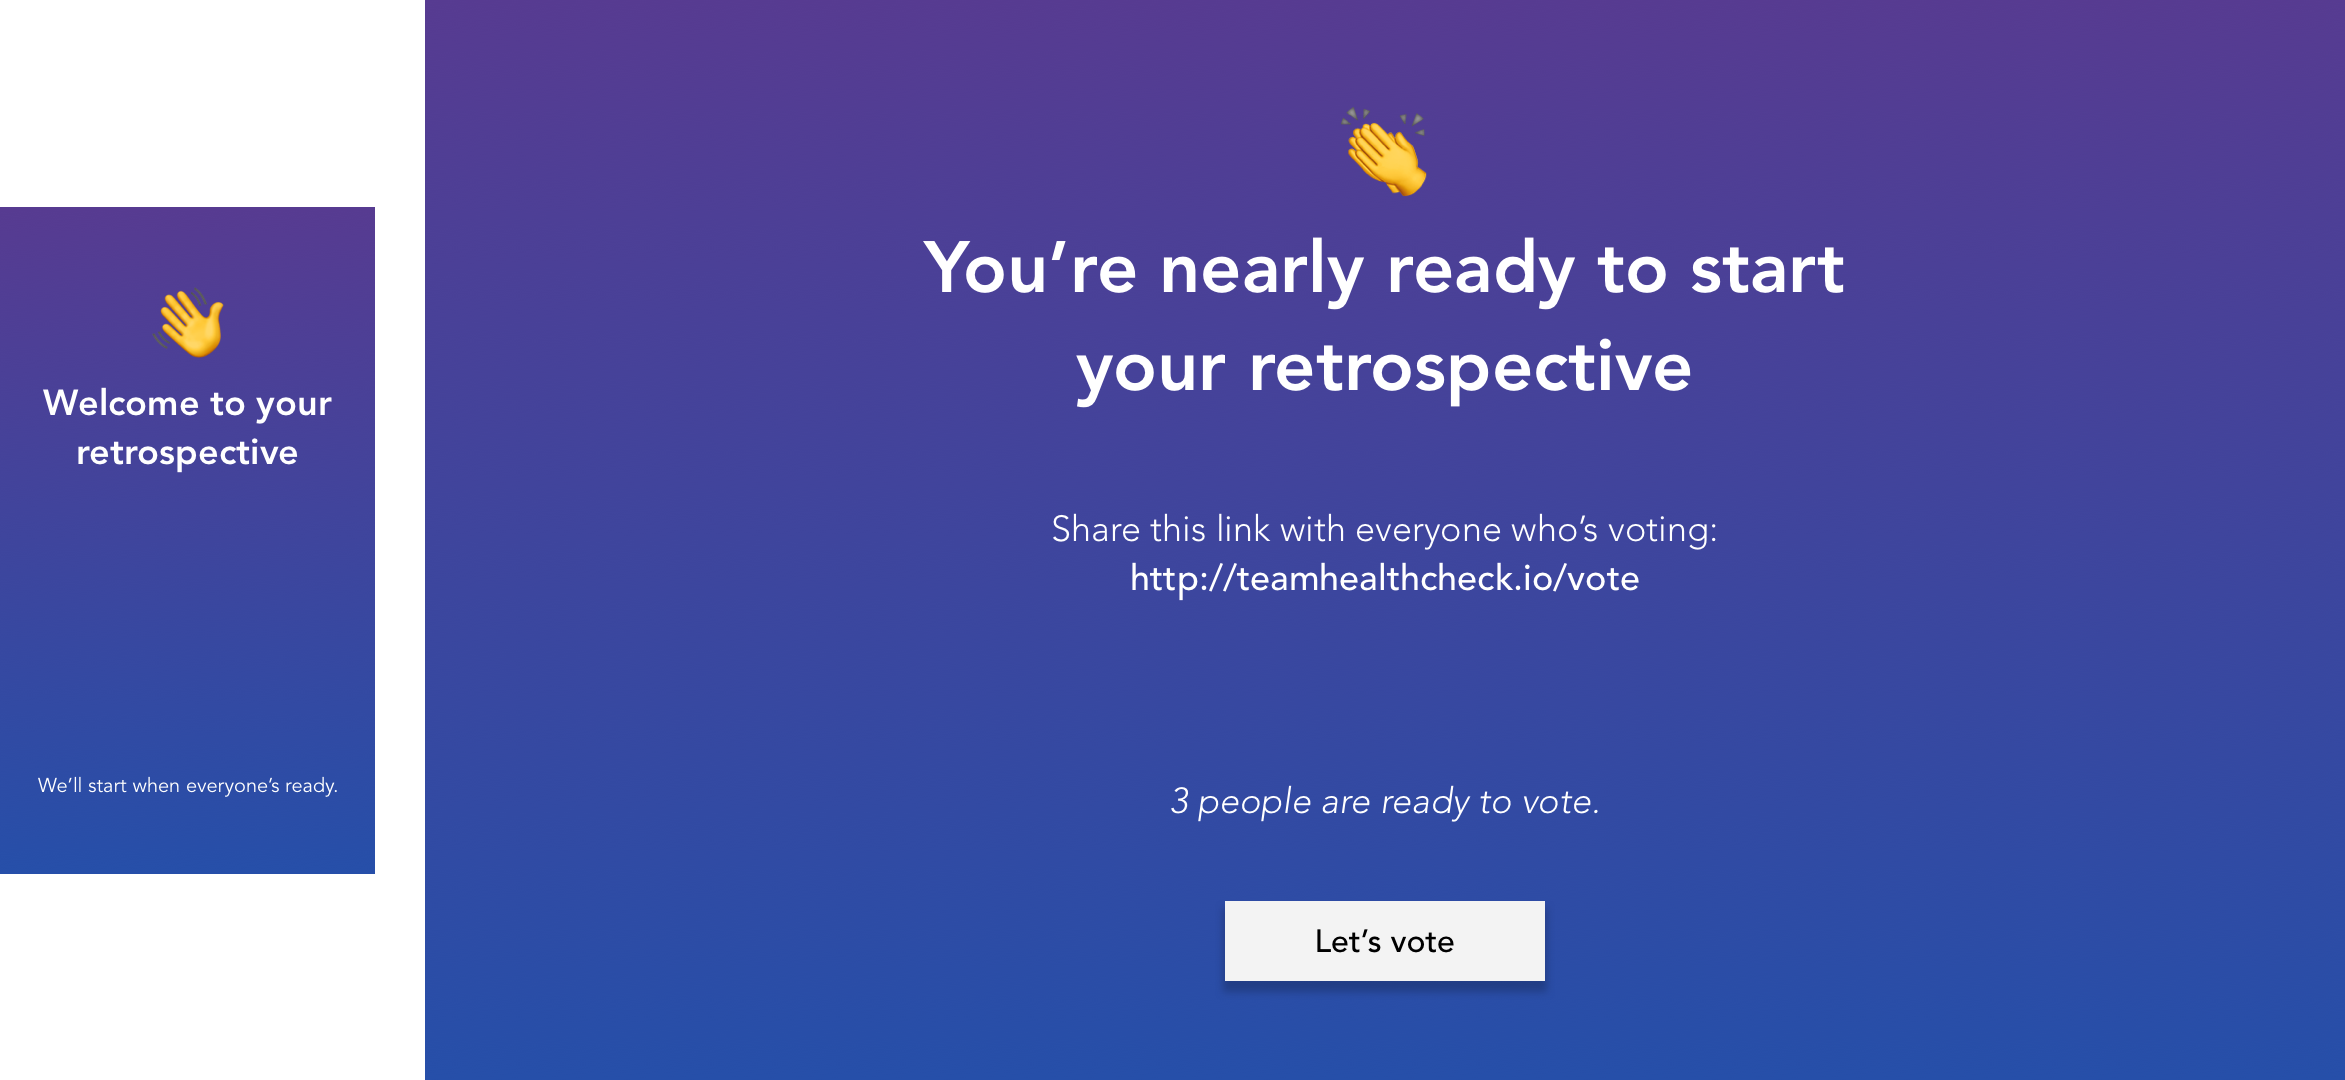 Welcome to your
retrospective
We’ll start when everyone’s ready.
You’re nearly ready to start
your retrospective
Share this link with everyone who’s voting:
http://teamhealthcheck.io/vote
3 people are ready to vote.
Let’s vote